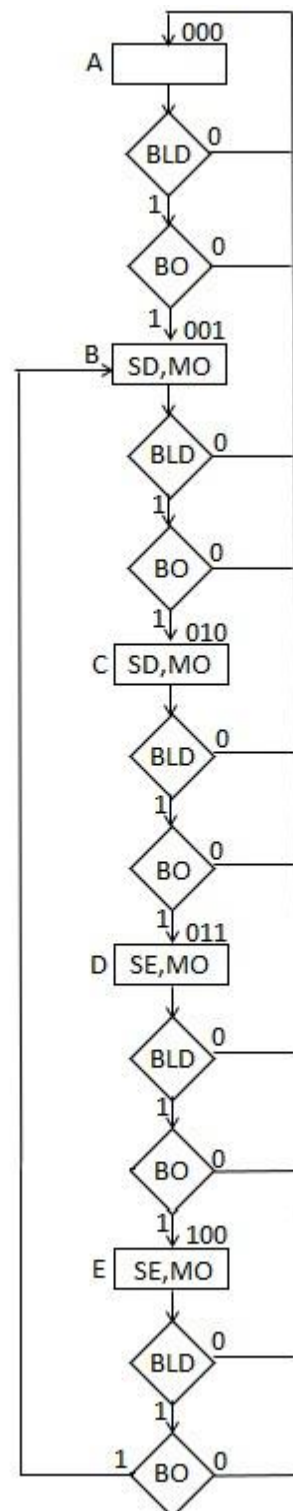 000
A
BLD 0
1
BO 0
1 001
B SD,MO
BLD 0
1
BO 0
1 010
C SD,MO
BLD 0
1
BO 0
1 011
D SE,MO
BLD 0
1
BO 0
1 100
E SE,MO
BLD 0
1
1 BO 0